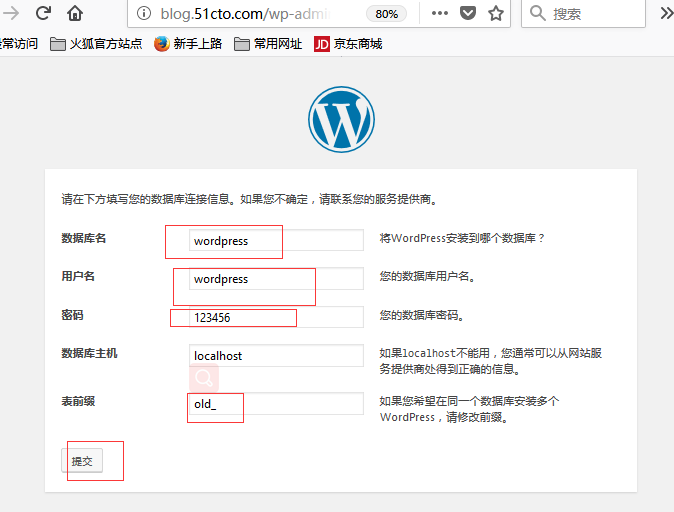 blog.51cto.com/wp-admi
80%
搜索
常访问 火狐官方站点 新手上路 常用网址 JD 京东商城
请在下方填写您的数据库连接信息。如果您不确定，请联系您的服务提供商。
数据库名 wordpress 将WordPress安装到哪个数据库？
用户名 wordpress 您的数据库用户名。
密码 123456 您的数据库密码。
数据库主机 localhost 如果localhost不能用，您通常可以从网站服
务提供商处得到正确的信息。
表前缀 old_ 如果您希望在同一个数据库安装多个
WordPress，请修改前缀。
提交